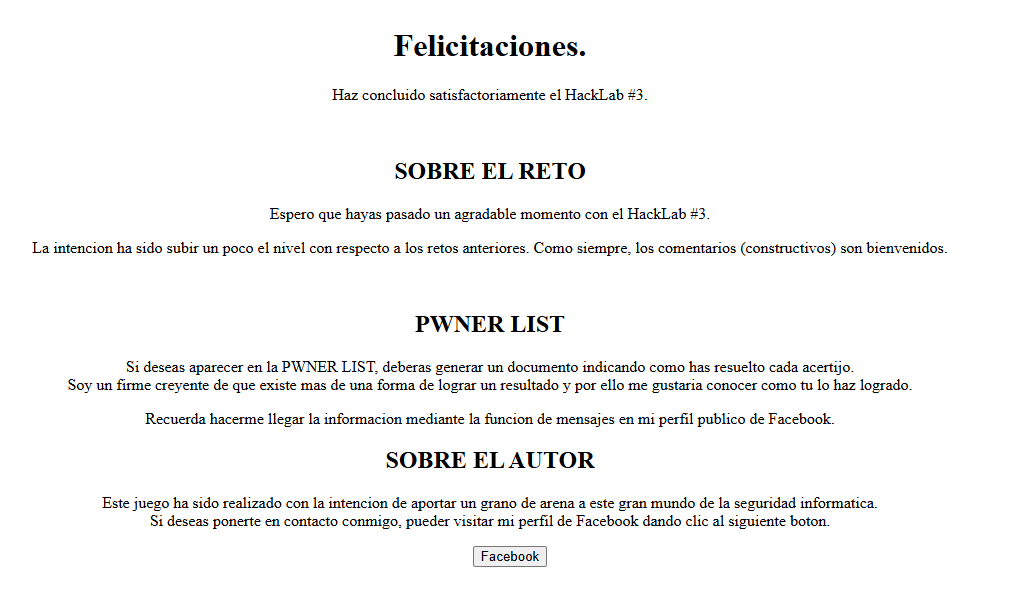 Felicitaciones.
Haz concluido satisfactoriamente el HackLab #3.
SOBRE EL RETO
Espero que hayas pasado un agradable momento con el HackLab #3.
La intencion ha sido subir un poco el nivel con respecto a los retos anteriores. Como siempre, los comentarios (constructivos) son bienvenidos.
PWNER LIST
Si deseas aparecer en la PWNER LIST, deberas generar un documento indicando como has resuelto cada acertijo.
Soy un firme creyente de que existe mas de una forma de lograr un resultado y por ello me gustaria conocer como tu lo haz logrado.
Recuerda hacerme llegar la informacion mediante la funcion de mensajes en mi perfil publico de Facebook.
SOBRE EL AUTOR
Este juego ha sido realizado con la intencion de aportar un grano de arena a este gran mundo de la seguridad informatica.
Si deseas ponerte en contacto conmigo, pueder visitar mi perfil de Facebook dando clic al siguiente boton.
Facebook